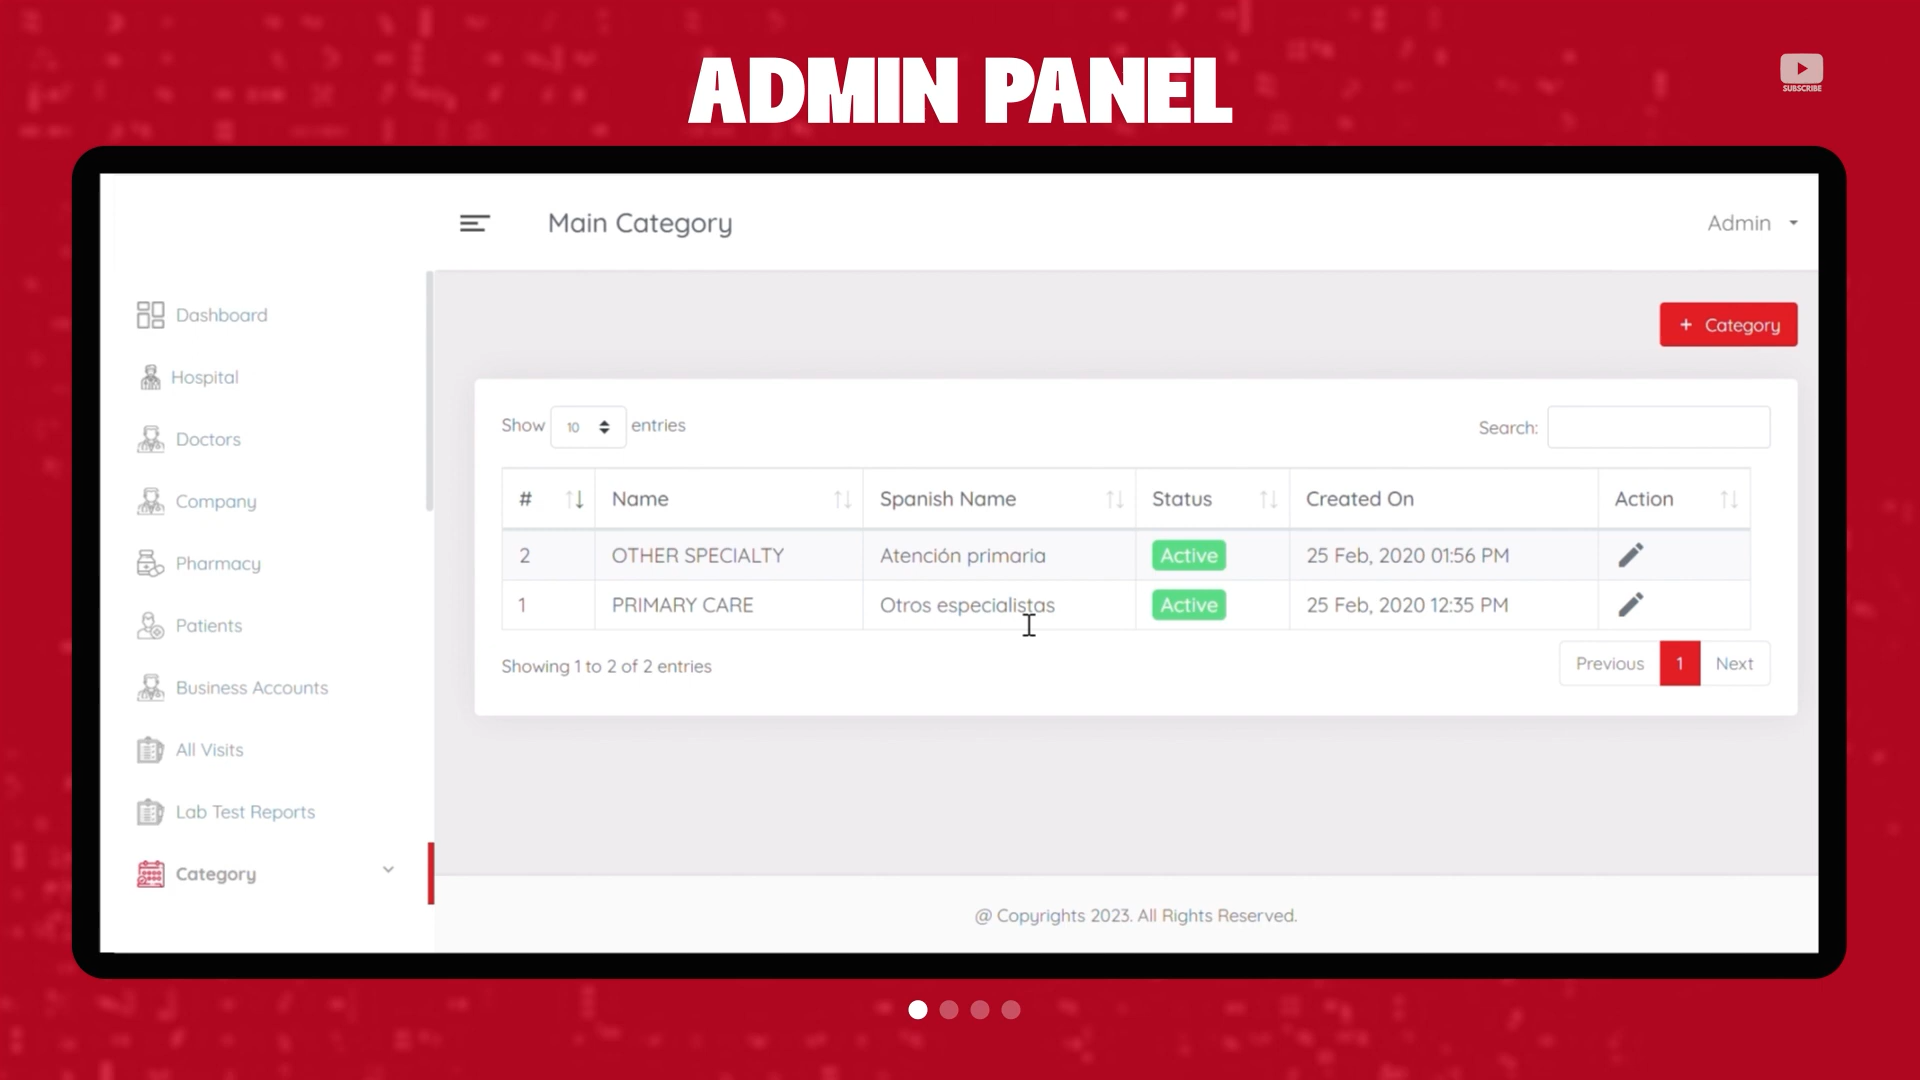 ADMIN PANEL
SUBSCRIBE
Main Category
Admin
Dashboard
Hospital
Doctors
Company
Pharmacy
Patients
Business Accounts
All Visits
Lab Test Reports
Category
+ Category
Show 10 entries
Search:
# Name Spanish Name Status Created On Action
2 OTHER SPECIALTY Atención primaria Active 25 Feb, 2020 01:56 PM
1 PRIMARY CARE Otros especialistas Active 25 Feb, 2020 12:35 PM
Showing 1 to 2 of 2 entries
Previous 1 Next
@ Copyrights 2023. All Rights Reserved.